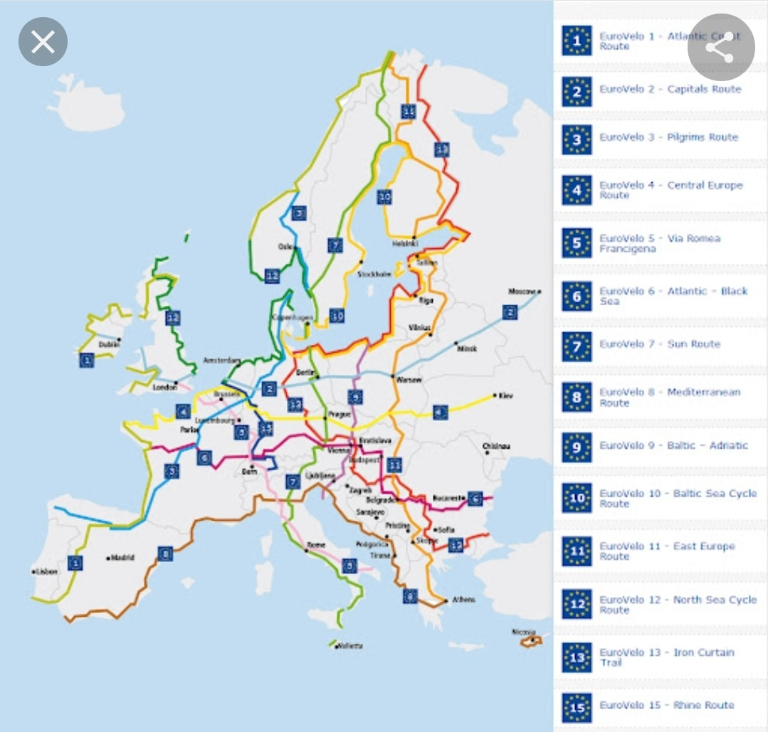 11
3
13
10
7
Oslo
Helsinki
Tallinn
Stockholm
12
Moscow
2
Riga
Copenhagen
10
12
Vilnius
Dublin
Minsk
1
Amsterdam
Berlin
London
2
Warsaw
Brussels
9
Kiev
13
4
Luxembourg
Prague
4
Paris
5
15
Bratislava
Chisinau
Vienna
6
Budapest
3
Bern
11
Ljubljana
7
Zagreb
Belgrade
Bucharest
6
Sarajevo
Sofia
Pristina
Rome
Podgorica
Skopje
13
Madrid
8
Tirana
1
Lisbon
5
8
Athens
Nicosia
Valletta
1
EuroVelo 1 - Atlantic Coast
Route
2
EuroVelo 2 - Capitals Route
3
EuroVelo 3 - Pilgrims Route
4
EuroVelo 4 - Central Europe
Route
5
EuroVelo 5 - Via Romea
Francigena
6
EuroVelo 6 - Atlantic - Black
Sea
7
EuroVelo 7 - Sun Route
8
EuroVelo 8 - Mediterranean
Route
9
EuroVelo 9 - Baltic - Adriatic
10
EuroVelo 10 - Baltic Sea Cycle
Route
11
EuroVelo 11 - East Europe
Route
12
EuroVelo 12 - North Sea Cycle
Route
13
EuroVelo 13 - Iron Curtain
Trail
15
EuroVelo 15 - Rhine Route